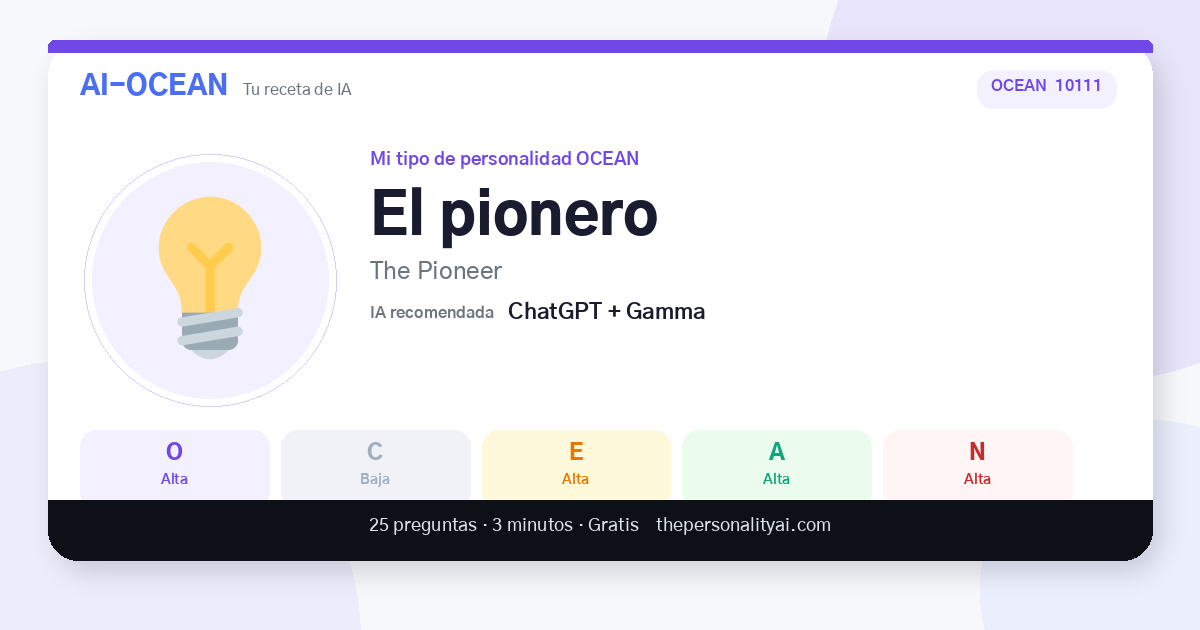 AI-OCEAN Tu receta de IA OCEAN 10111
Mi tipo de personalidad OCEAN
El pionero
The Pioneer
IA recomendada ChatGPT + Gamma
O C E A N
Alta Baja Alta Alta Alta
25 preguntas · 3 minutos · Gratis thepersonalityai.com